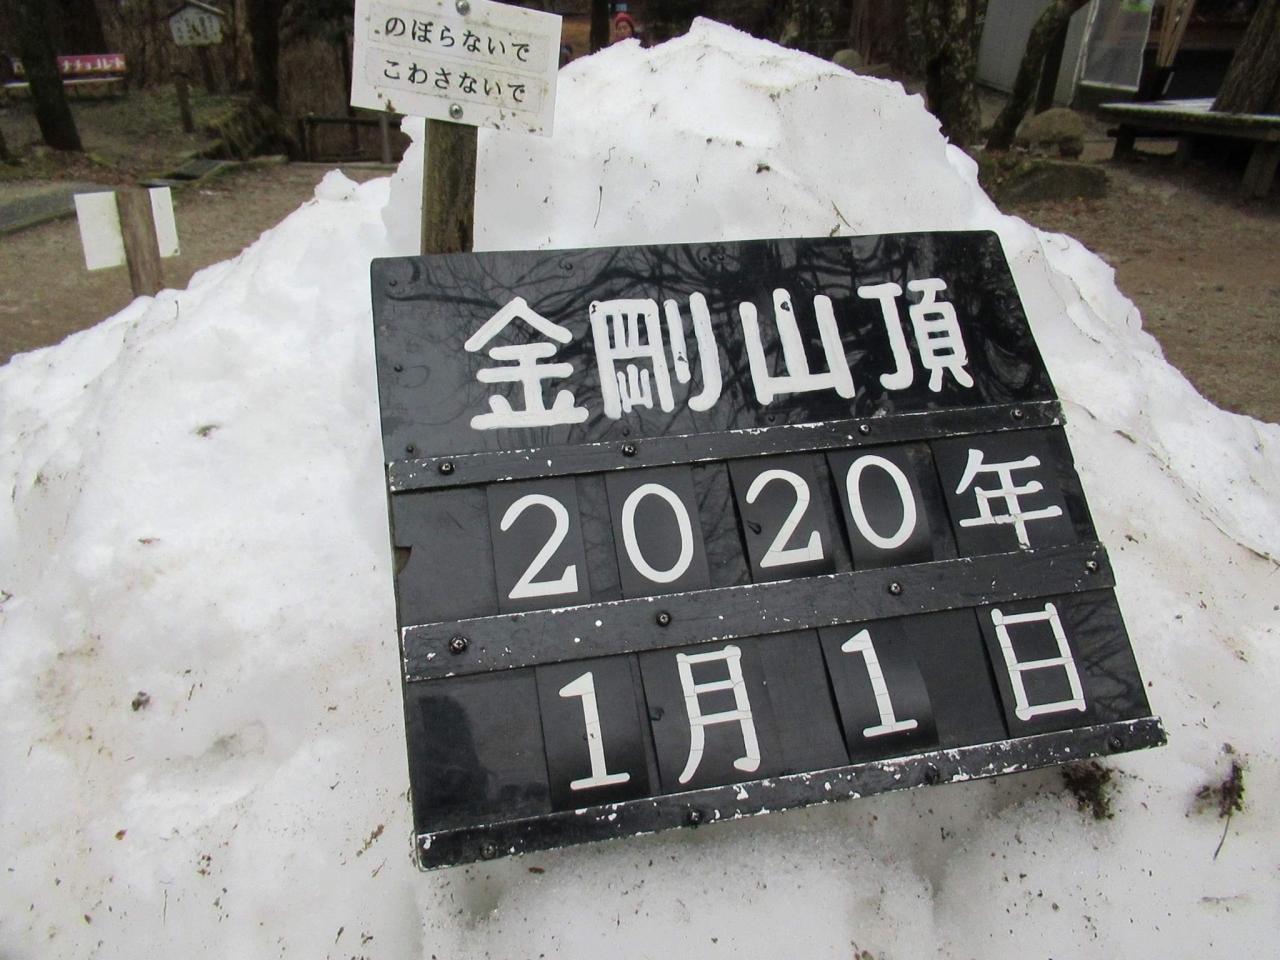 のぼらないで
こわさないで
金剛山頂
2020年
1月1日